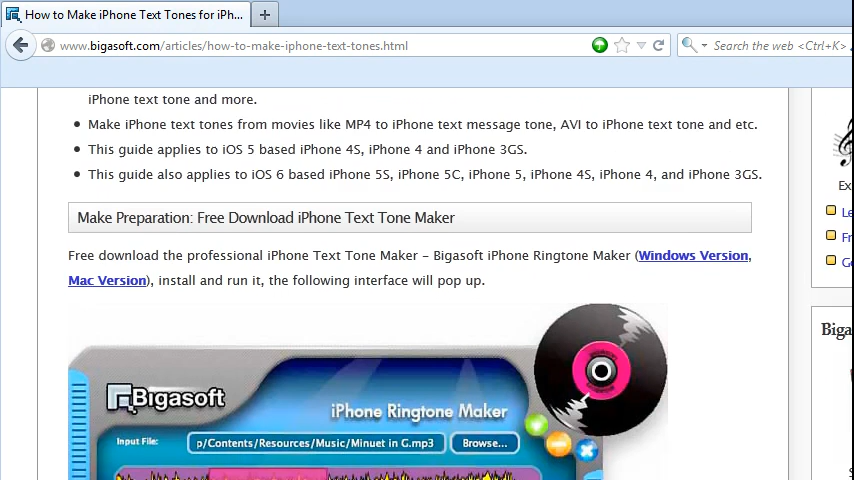 How to Make iPhone Text Tones for iPh...
www.bigasoft.com/articles/how-to-make-iphone-text-tones.html
Search the web <Ctrl+K>
iPhone text tone and more.
Make iPhone text tones from movies like MP4 to iPhone text message tone, AVI to iPhone text tone and etc.
This guide applies to iOS 5 based iPhone 4S, iPhone 4 and iPhone 3GS.
This guide also applies to iOS 6 based iPhone 5S, iPhone 5C, iPhone 5, iPhone 4S, iPhone 4, and iPhone 3GS.
Make Preparation: Free Download iPhone Text Tone Maker
Free download the professional iPhone Text Tone Maker - Bigasoft iPhone Ringtone Maker (Windows Version,
Mac Version), install and run it, the following interface will pop up.
Bigasoft
iPhone Ringtone Maker
Input File:
p/Contents/Resources/Music/Minuet in G.mp3
Browse...
Ex
Le
Fr
Bigaso